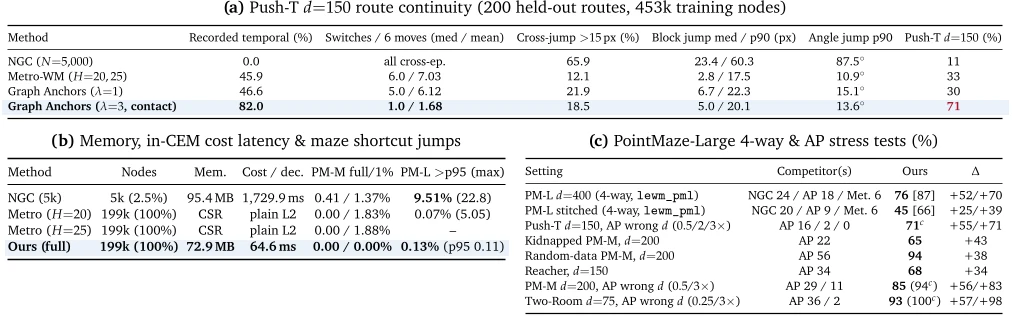 (a) Push-T d=150 route continuity (200 held-out routes, 453k training nodes)
Method Recorded temporal (%) Switches / 6 moves (med / mean) Cross-jump >15 px (%) Block jump med / p90 (px) Angle jump p90 Push-T d=150 (%)
NGC (N=5,000) 0.0 all cross-ep. 65.9 23.4 / 60.3 87.5° 11
Metro-WM (H=20, 25) 45.9 6.0 / 7.03 12.1 2.8 / 17.5 10.9° 33
Graph Anchors (λ=1) 46.6 5.0 / 6.12 21.9 6.7 / 22.3 15.1° 30
Graph Anchors (λ=3, contact) 82.0 1.0 / 1.68 18.5 5.0 / 20.1 13.6° 71
(b) Memory, in-CEM cost latency & maze shortcut jumps
Method Nodes Mem. Cost / dec. PM-M full/1% PM-L >p95 (max)
NGC (5k) 5k (2.5%) 95.4 MB 1,729.9 ms 0.41 / 1.37% 9.51% (22.8)
Metro (H=20) 199k (100%) CSR plain L2 0.00 / 1.83% 0.07% (5.05)
Metro (H=25) 199k (100%) CSR plain L2 0.00 / 1.88% –
Ours (full) 199k (100%) 72.9 MB 64.6 ms 0.00 / 0.00% 0.13% (p95 0.11)
(c) PointMaze-Large 4-way & AP stress tests (%)
Setting Competitor(s) Ours Δ
PM-L d=400 (4-way, lewm_pml) NGC 24 / AP 18 / Met. 6 76 [87] +52/+70
PM-L stitched (4-way, lewm_pml) NGC 20 / AP 9 / Met. 6 45 [66] +25/+39
Push-T d=150, AP wrong d (0.5/2/3×) AP 16 / 2 / 0 71ᶜ +55/+71
Kidnapped PM-M, d=200 AP 22 65 +43
Random-data PM-M, d=200 AP 56 94 +38
Reacher, d=150 AP 34 68 +34
PM-M d=200, AP wrong d (0.5/3×) AP 29 / 11 85 (94ᶜ) +56/+83
Two-Room d=75, AP wrong d (0.25/3×) AP 36 / 2 93 (100ᶜ) +57/+98